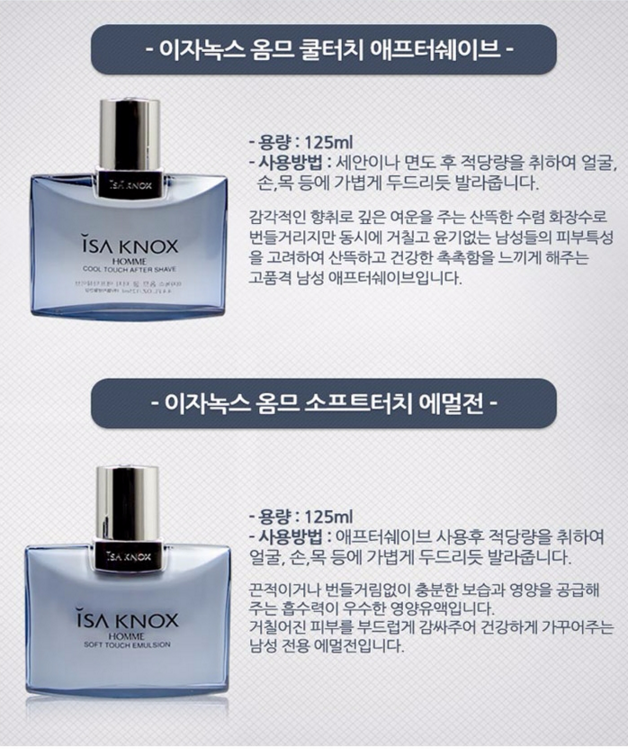 - 이자녹스 옴므 쿨터치 애프터쉐이브 -
- 용량 : 125ml
- 사용방법 : 세안이나 면도 후 적당량을 취하여 얼굴,
손,목 등에 가볍게 두드리듯 발라줍니다.
감각적인 향취로 깊은 여운을 주는 산뜻한 수렴 화장수로
번들거리지만 동시에 거칠고 윤기없는 남성들의 피부특성
을 고려하여 산뜻하고 건강한 촉촉함을 느끼게 해주는
고품격 남성 애프터쉐이브입니다.
ISA KNOX
ISA KNOX
HOMME
COOL TOUCH AFTER SHAVE
- 이자녹스 옴므 소프트터치 에멀전 -
- 용량 : 125ml
- 사용방법 : 애프터쉐이브 사용후 적당량을 취하여
얼굴, 손,목 등에 가볍게 두드리듯 발라줍니다.
끈적이거나 번들거림없이 충분한 보습과 영양을 공급해
주는 흡수력이 우수한 영양유액입니다.
거칠어진 피부를 부드럽게 감싸주어 건강하게 가꾸어주는
남성 전용 에멀전입니다.
ISA KNOX
ISA KNOX
HOMME
SOFT TOUCH EMULSION